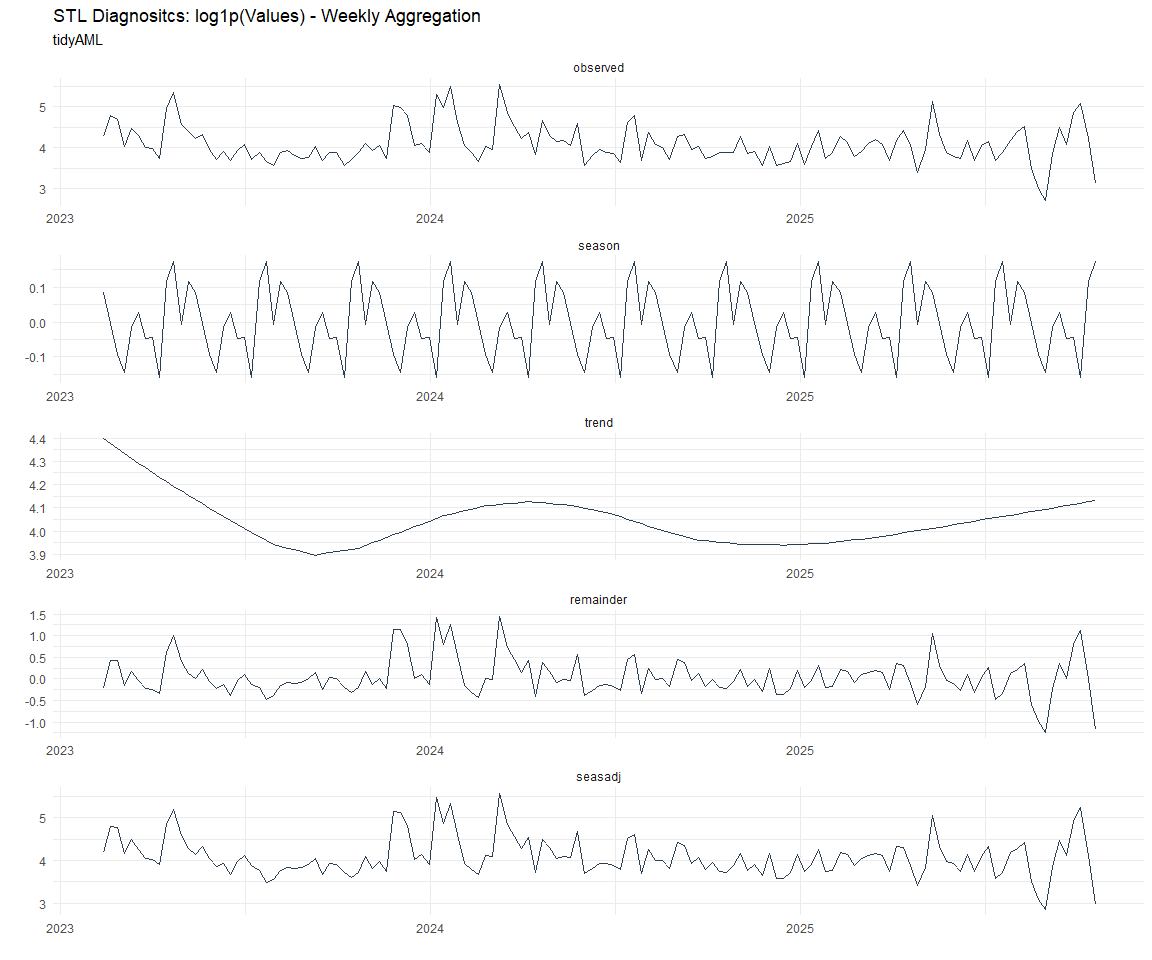 STL Diagnositcs: log1p(Values) - Weekly Aggregation
tidyAML
observed
5
4
3
2023 2024 2025
season
0.1
0.0
-0.1
2023 2024 2025
trend
4.4
4.3
4.2
4.1
4.0
3.9
2023 2024 2025
remainder
1.5
1.0
0.5
0.0
-0.5
-1.0
2023 2024 2025
seasadj
5
4
3
2023 2024 2025